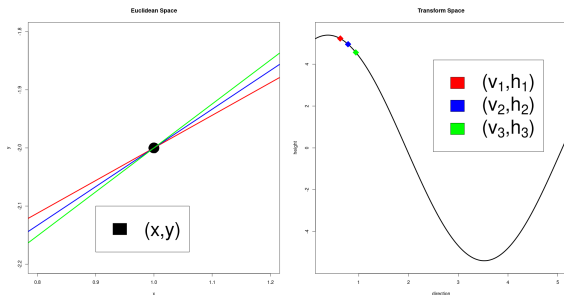 Euclidean Space
y
-1.8
-1.9
-2.0
-2.1
-2.2
(x,y)
0.8
0.9
1.0
1.1
1.2
x
Transform Space
height
4
2
0
-2
-4
(v1,h1)
(v2,h2)
(v3,h3)
1
2
3
4
5
direction